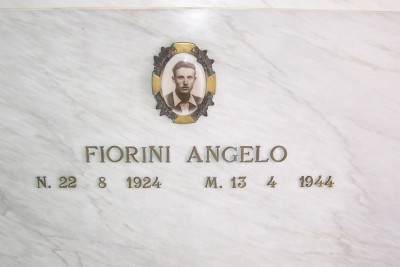 FIORINI ANGELO
N. 22 8 1924 M. 13 4 1944